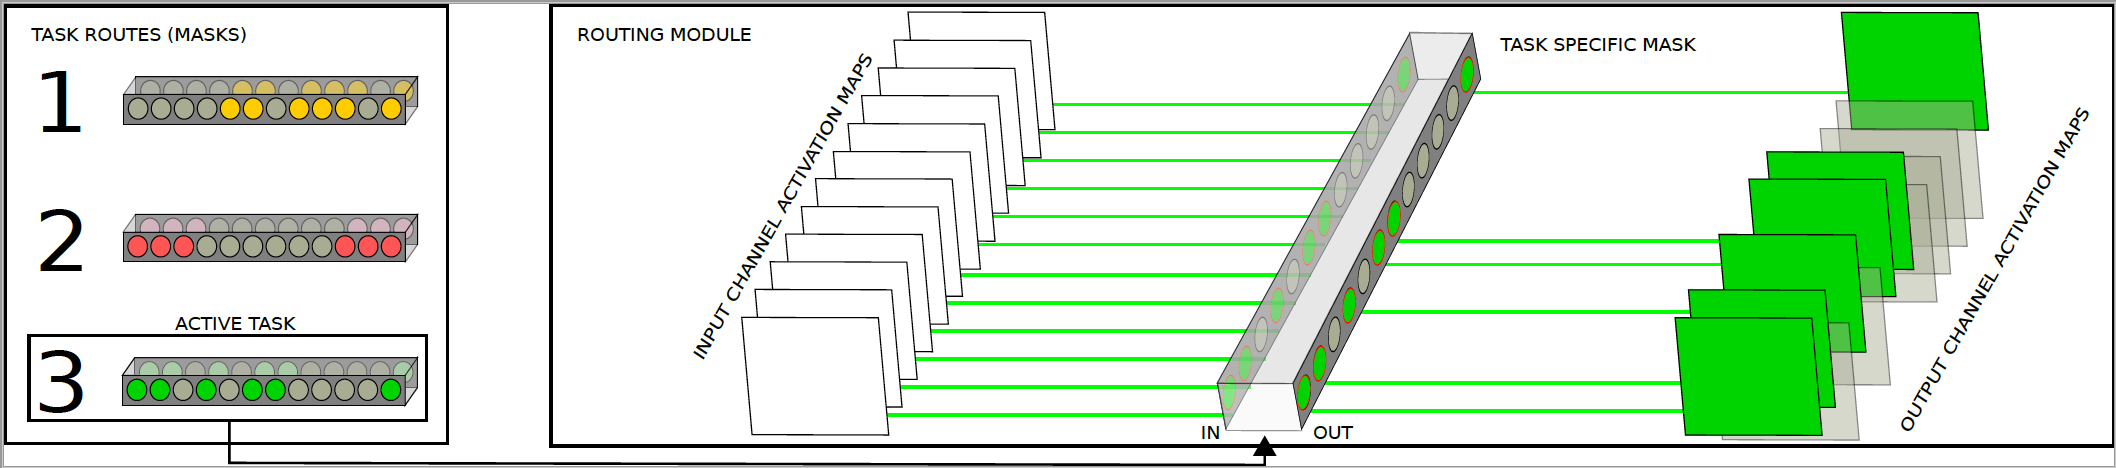 TASK ROUTES (MASKS)
1
2
ACTIVE TASK
3
ROUTING MODULE
INPUT CHANNEL ACTIVATION MAPS
TASK SPECIFIC MASK
IN
OUT
OUTPUT CHANNEL ACTIVATION MAPS